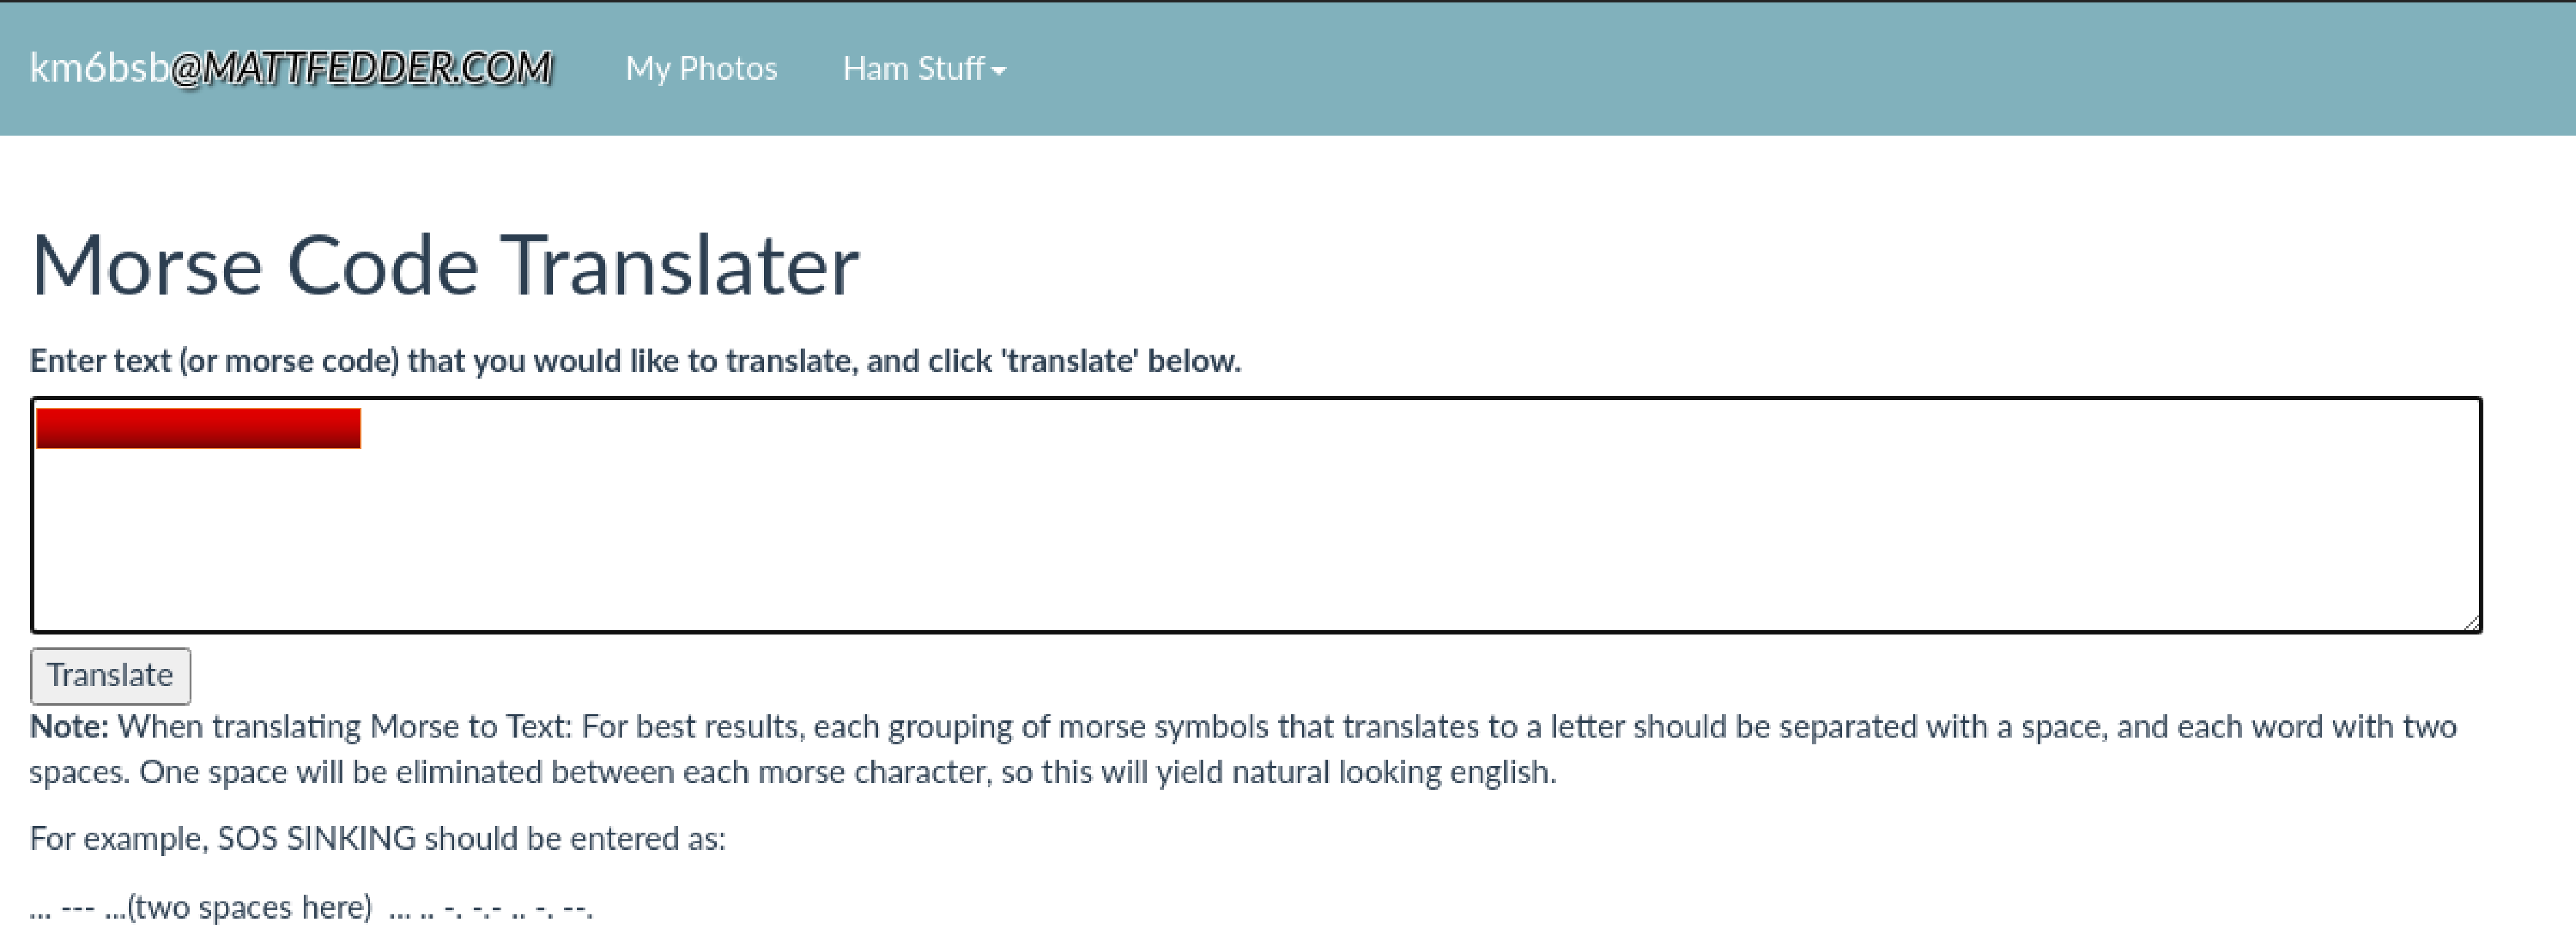 km6bsb@MATTFEDDER.COM My Photos Ham Stuff
Morse Code Translater
Enter text (or morse code) that you would like to translate, and click 'translate' below.
Translate
Note: When translating Morse to Text: For best results, each grouping of morse symbols that translates to a letter should be separated with a space, and each word with two
spaces. One space will be eliminated between each morse character, so this will yield natural looking english.
For example, SOS SINKING should be entered as:
... --- ...(two spaces here)  ... .. -. -.- .. -. --.